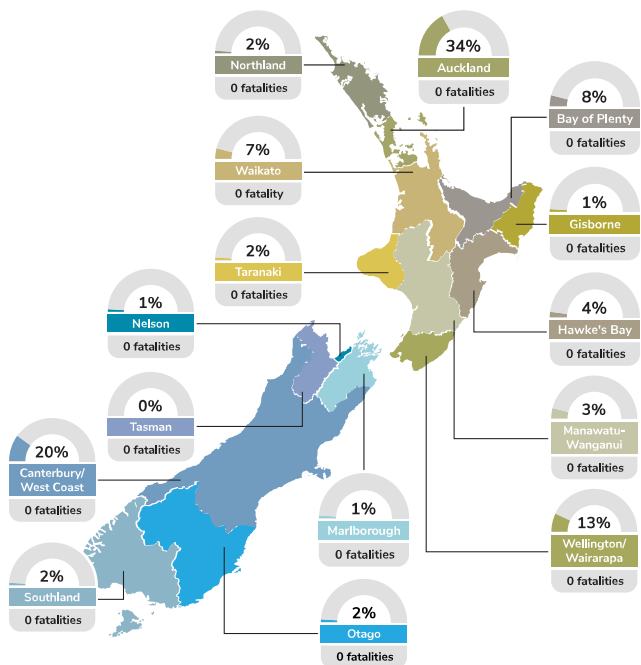 2%
Northland
0 fatalities
34%
Auckland
0 fatalities
8%
Bay of Plenty
0 fatalities
7%
Waikato
0 fatality
1%
Gisborne
0 fatalities
2%
Taranaki
0 fatalities
4%
Hawke's Bay
0 fatalities
1%
Nelson
0 fatalities
3%
Manawatu-
Wanganui
0 fatalities
0%
Tasman
0 fatalities
20%
Canterbury/
West Coast
0 fatalities
1%
Marlborough
0 fatalities
13%
Wellington/
Wairarapa
0 fatalities
2%
Southland
0 fatalities
2%
Otago
0 fatalities